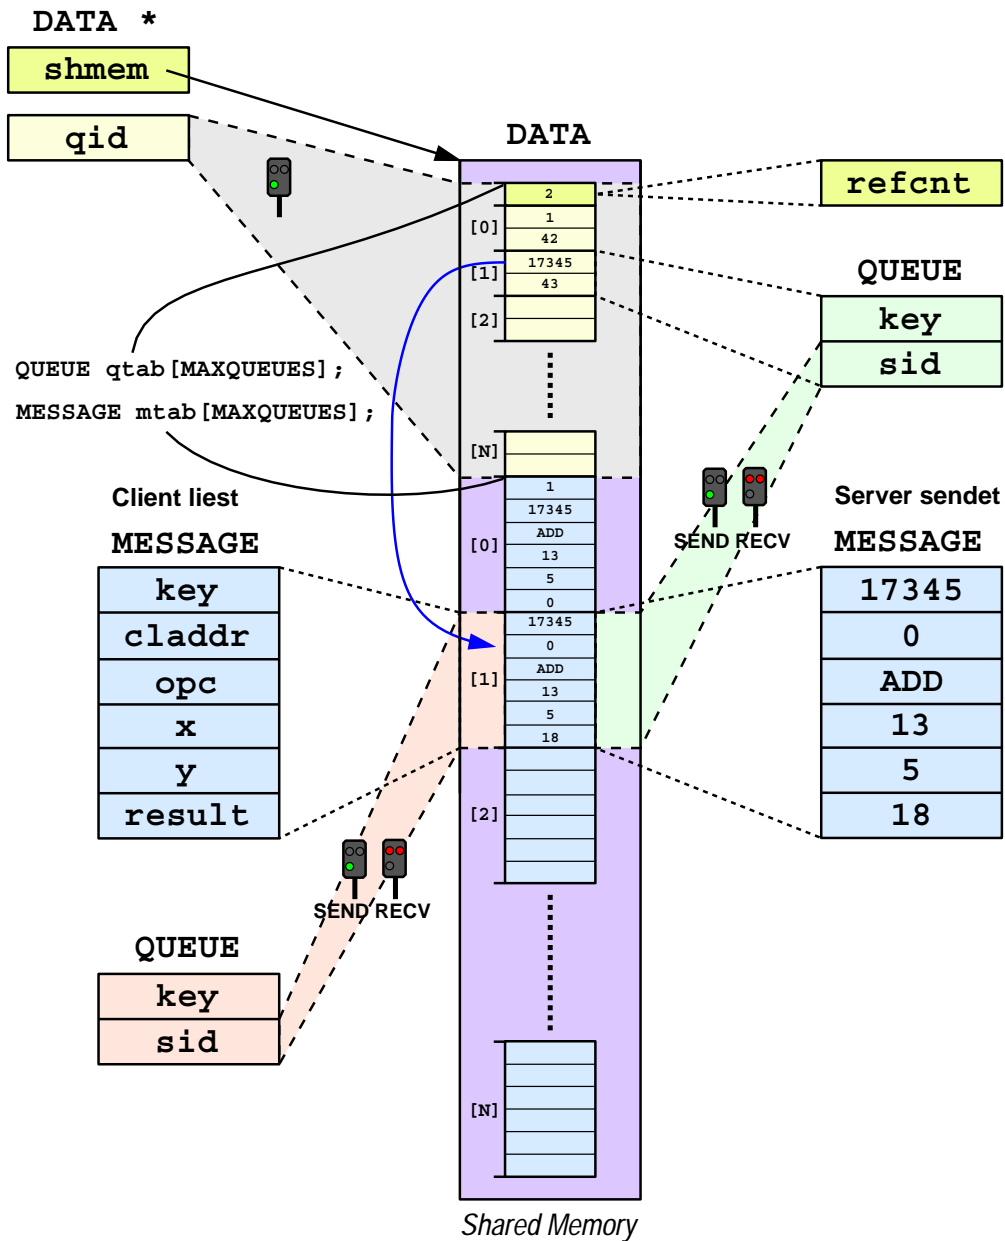 DATA *
shmem
qid
DATA
2
refcnt
[0]
1
42
[1]
17345
43
[2]
QUEUE
key
sid
QUEUE qtab[MAXQUEUES];
MESSAGE mtab[MAXQUEUES];
[N]
Client liest
MESSAGE
key
claddr
opc
x
y
result
[0]
1
17345
ADD
13
5
0
[1]
17345
0
ADD
13
5
18
[2]
SEND RECV
Server sendet
MESSAGE
17345
0
ADD
13
5
18
SEND RECV
QUEUE
key
sid
[N]
Shared Memory